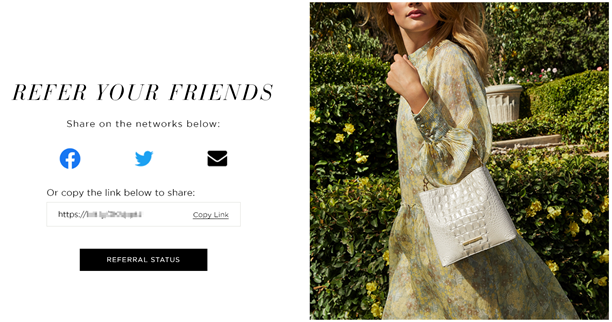 REFER YOUR FRIENDS
Share on the networks below:
Or copy the link below to share:
https://
Copy Link
REFERRAL STATUS